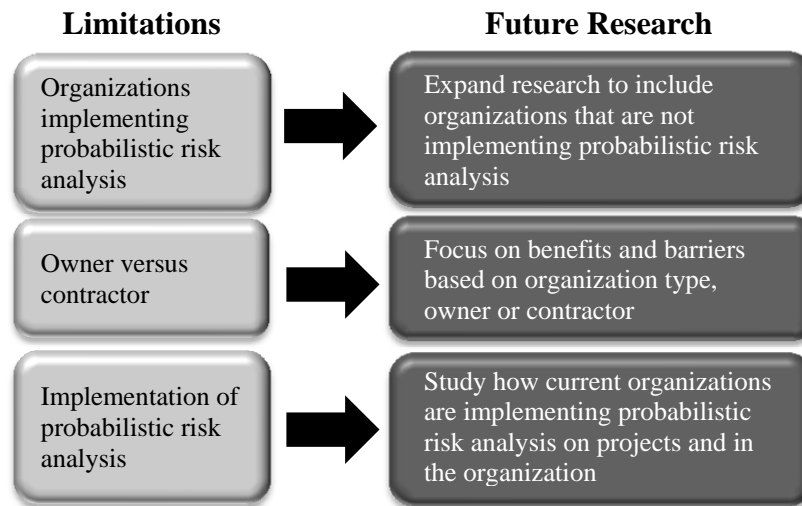 Limitations
Future Research
Organizations
implementing
probabilistic risk
analysis
Expand research to include
organizations that are not
implementing probabilistic risk
analysis
Owner versus
contractor
Focus on benefits and barriers
based on organization type,
owner or contractor
Implementation of
probabilistic risk
analysis
Study how current organizations
are implementing probabilistic
risk analysis on projects and in
the organization